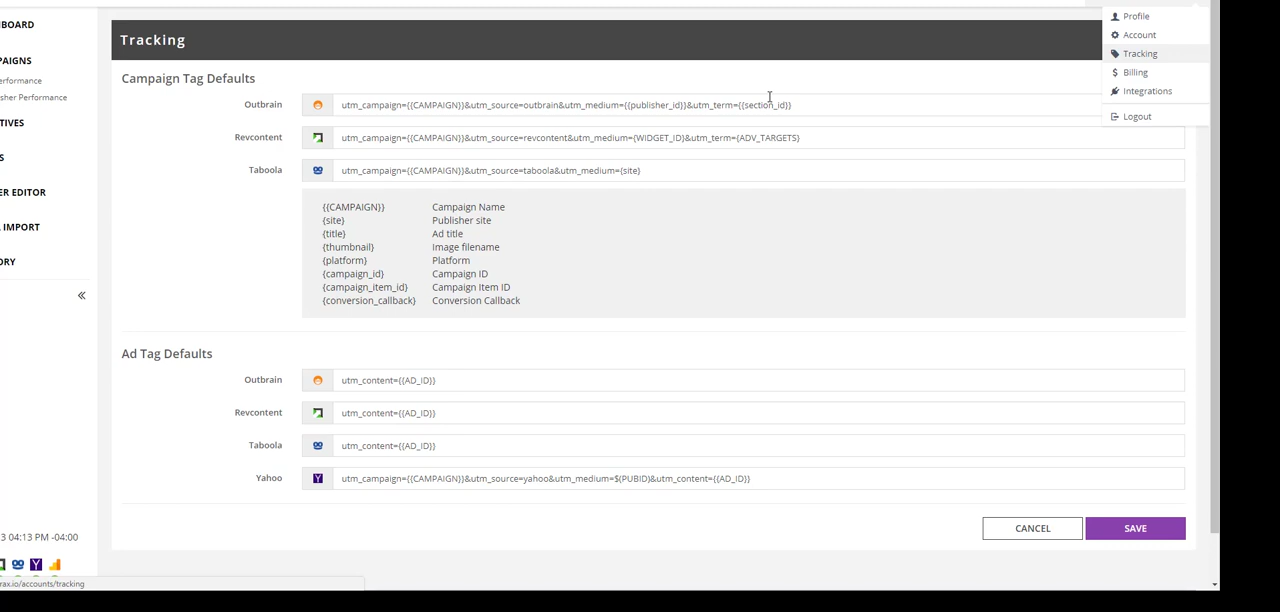 BOARD
PAIGNS
erformance
sher Performance
TIVES
S
ER EDITOR
IMPORT
ORY
3 04:13 PM -04:00
rax.io/accounts/tracking
Tracking
Profile
Account
Tracking
Billing
Integrations
Logout
Campaign Tag Defaults
Outbrain utm_campaign={{CAMPAIGN}}&utm_source=outbrain&utm_medium={{publisher_id}}&utm_term={{section_id}}
Revcontent utm_campaign={{CAMPAIGN}}&utm_source=revcontent&utm_medium={WIDGET_ID}&utm_term={ADV_TARGETS}
Taboola utm_campaign={{CAMPAIGN}}&utm_source=taboola&utm_medium={site}
{{CAMPAIGN}} Campaign Name
{site} Publisher site
{title} Ad title
{thumbnail} Image filename
{platform} Platform
{campaign_id} Campaign ID
{campaign_item_id} Campaign Item ID
{conversion_callback} Conversion Callback
Ad Tag Defaults
Outbrain utm_content={{AD_ID}}
Revcontent utm_content={{AD_ID}}
Taboola utm_content={{AD_ID}}
Yahoo utm_campaign={{CAMPAIGN}}&utm_source=yahoo&utm_medium=$(PUBID)&utm_content={{AD_ID}}
CANCEL
SAVE